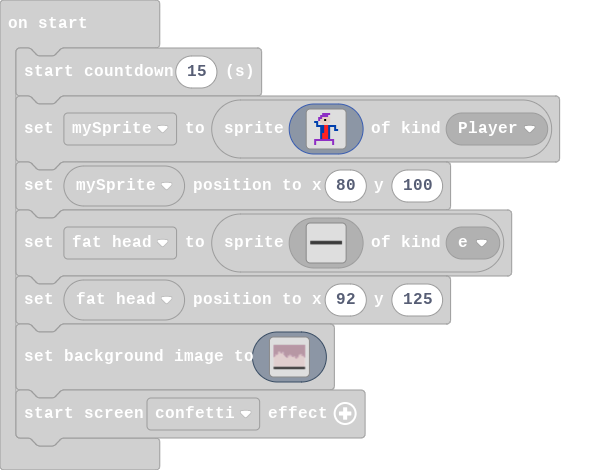 on start
start countdown 15 (s)
set mySprite to sprite of kind Player
set mySprite position to x 80 y 100
set fat head to sprite of kind e
set fat head position to x 92 y 125
set background image to
start screen confetti effect